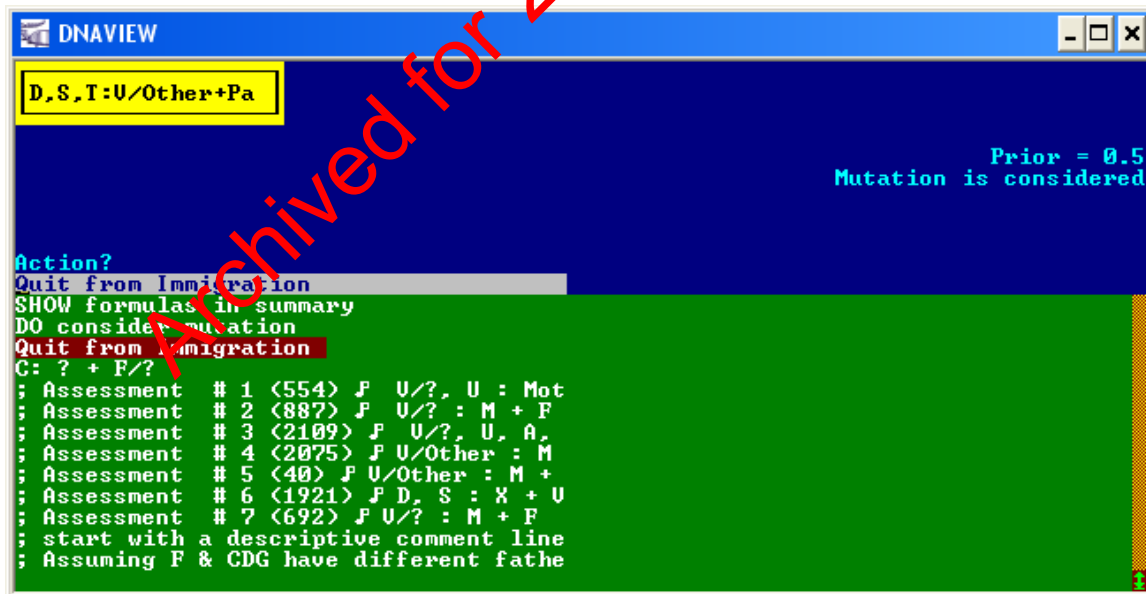 DNAVIEW
D,S,T:V/Other+Pa
Prior = 0.5
Mutation is considered
Action?
Quit from Immigration
SHOW formulas in summary
DO consider mutation
Quit from Immigration
C: ? + F/?
; Assessment # 1 (554) V/?, U : Mot
; Assessment # 2 (887) V/? : M + F
; Assessment # 3 (2109) V/?, U, A,
; Assessment # 4 (2075) V/Other : M
; Assessment # 5 (40) V/Other : M +
; Assessment # 6 (1921) D, S : X + V
; Assessment # 7 (692) V/? : M + F
; start with a descriptive comment line
; Assuming F & CDG have different fathe
Archived for